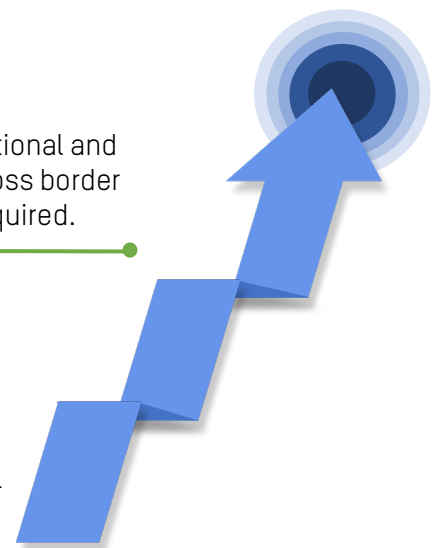 tional and
oss border
quired.